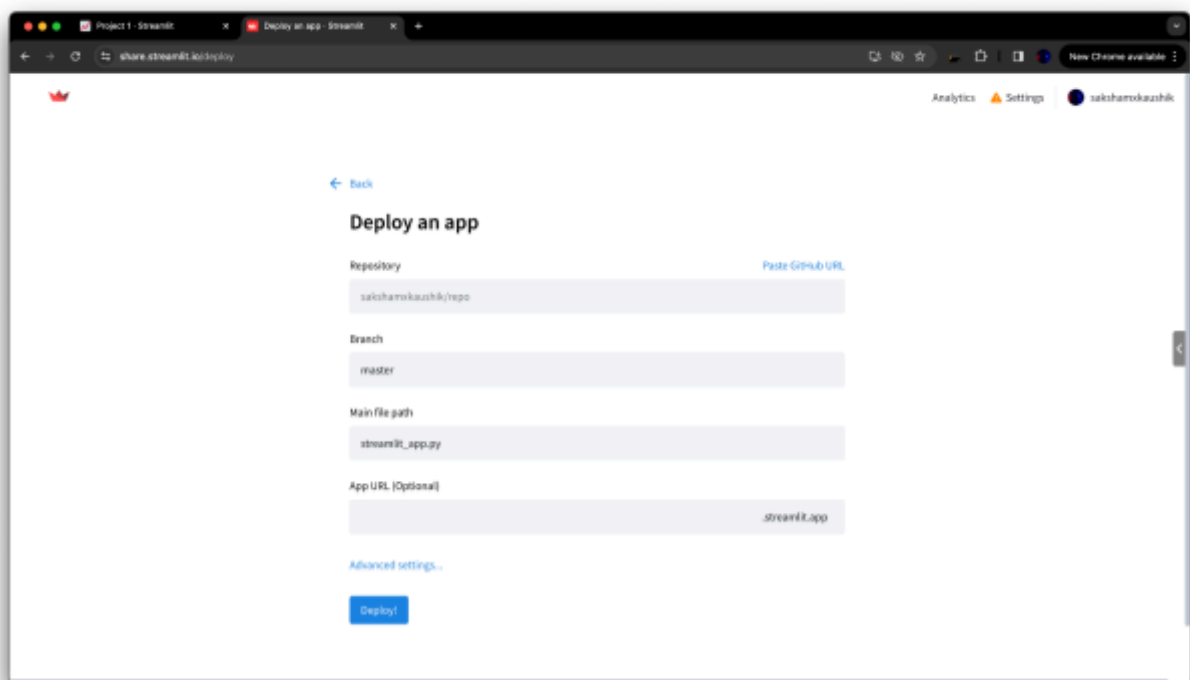 Project 1 · Streamlit
Deploy an app · Streamlit
share.streamlit.io/deploy
New Chrome available
Analytics
Settings
sakshamxkaushik
Back
Deploy an app
Repository
Paste GitHub URL
sakshamxkaushik/repo
Branch
master
Main file path
streamlit_app.py
App URL (Optional)
.streamlit.app
Advanced settings...
Deploy!